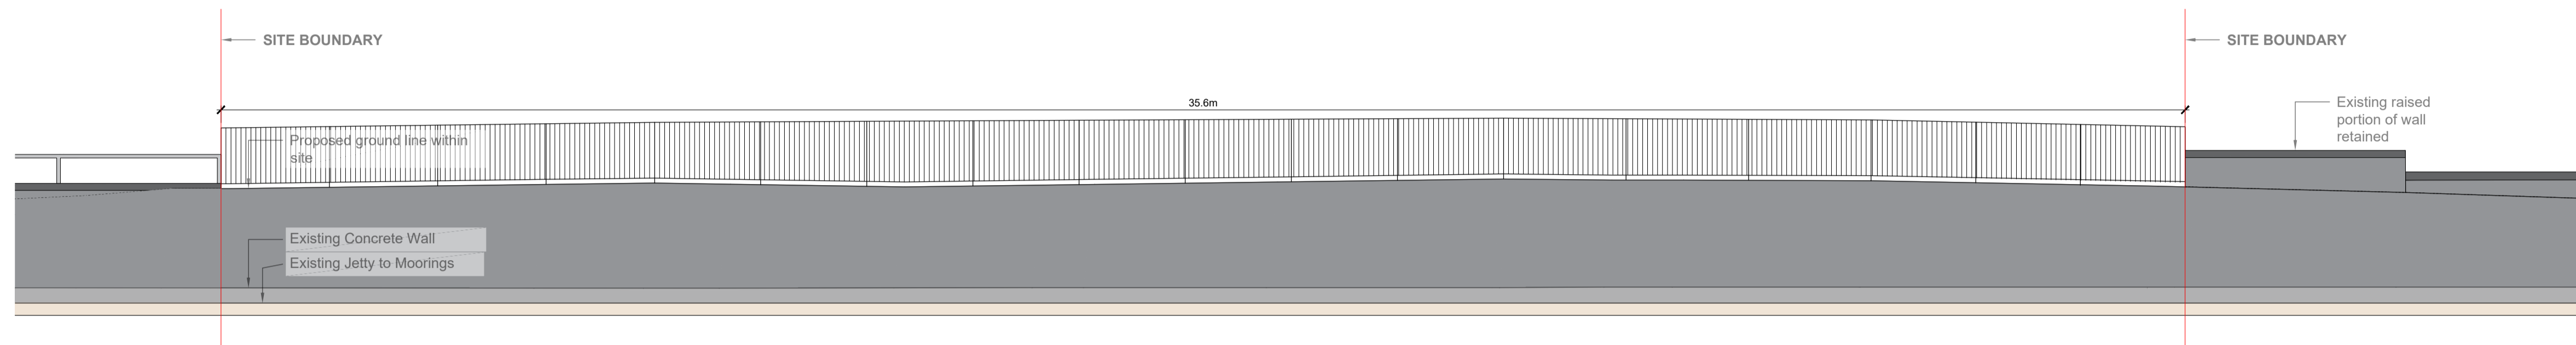 SITE BOUNDARY
SITE BOUNDARY
35.6m
Existing raised
portion of wall
retained
Proposed ground line within
site
Existing Concrete Wall
Existing Jetty to Moorings